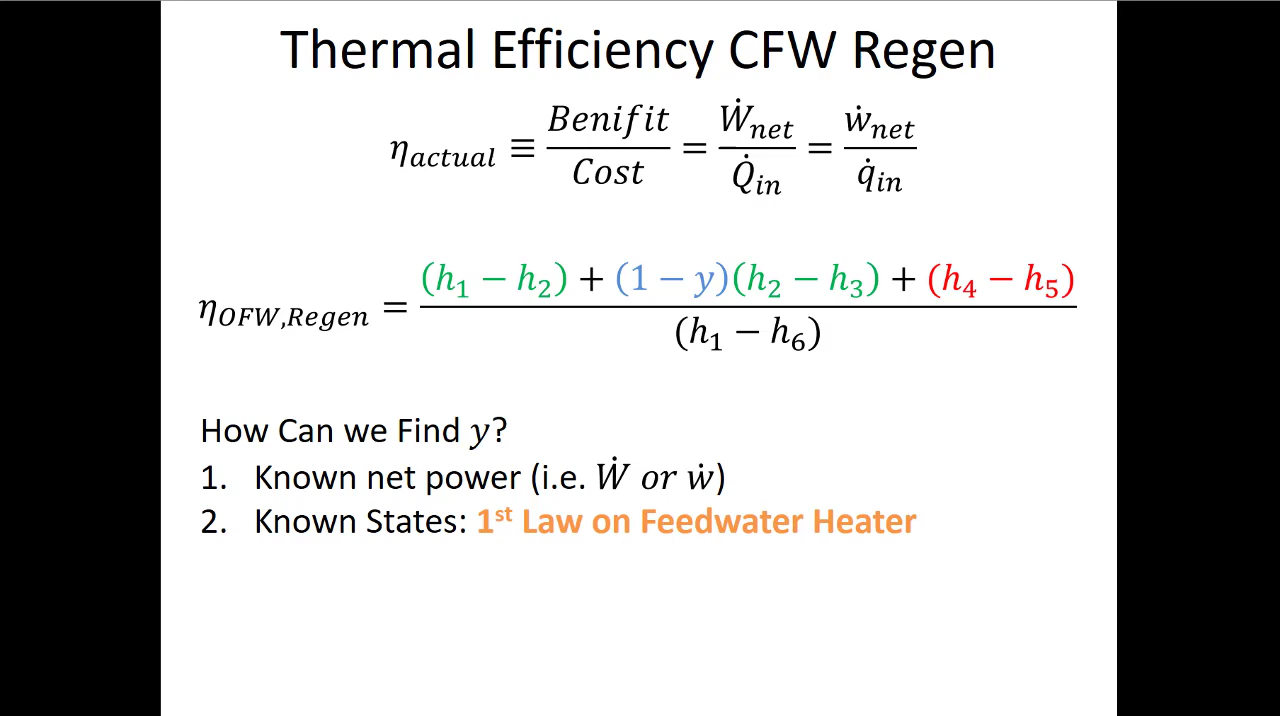 Thermal Efficiency CFW Regen
η_actual ≡ Benifit/Cost = Ẇ_net/Q̇_in = ẇ_net/q̇_in
η_OFW,Regen = ((h₁ − h₂) + (1 − y)(h₂ − h₃) + (h₄ − h₅))/(h₁ − h₆)
How Can we Find y?
1. Known net power (i.e. Ẇ or ẇ)
2. Known States: 1st Law on Feedwater Heater